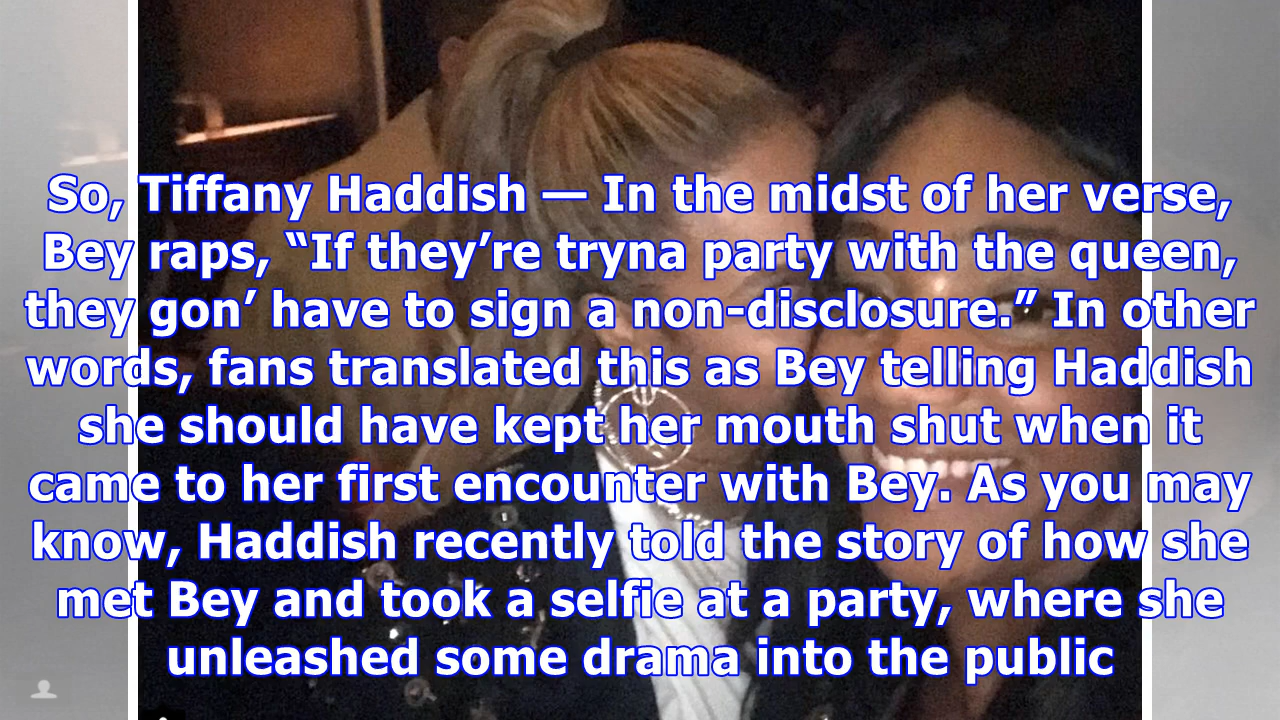 So, Tiffany Haddish — In the midst of her verse,
Bey raps, “If they’re tryna party with the queen,
they gon’ have to sign a non-disclosure.” In other
words, fans translated this as Bey telling Haddish
she should have kept her mouth shut when it
came to her first encounter with Bey. As you may
know, Haddish recently told the story of how she
met Bey and took a selfie at a party, where she
unleashed some drama into the public